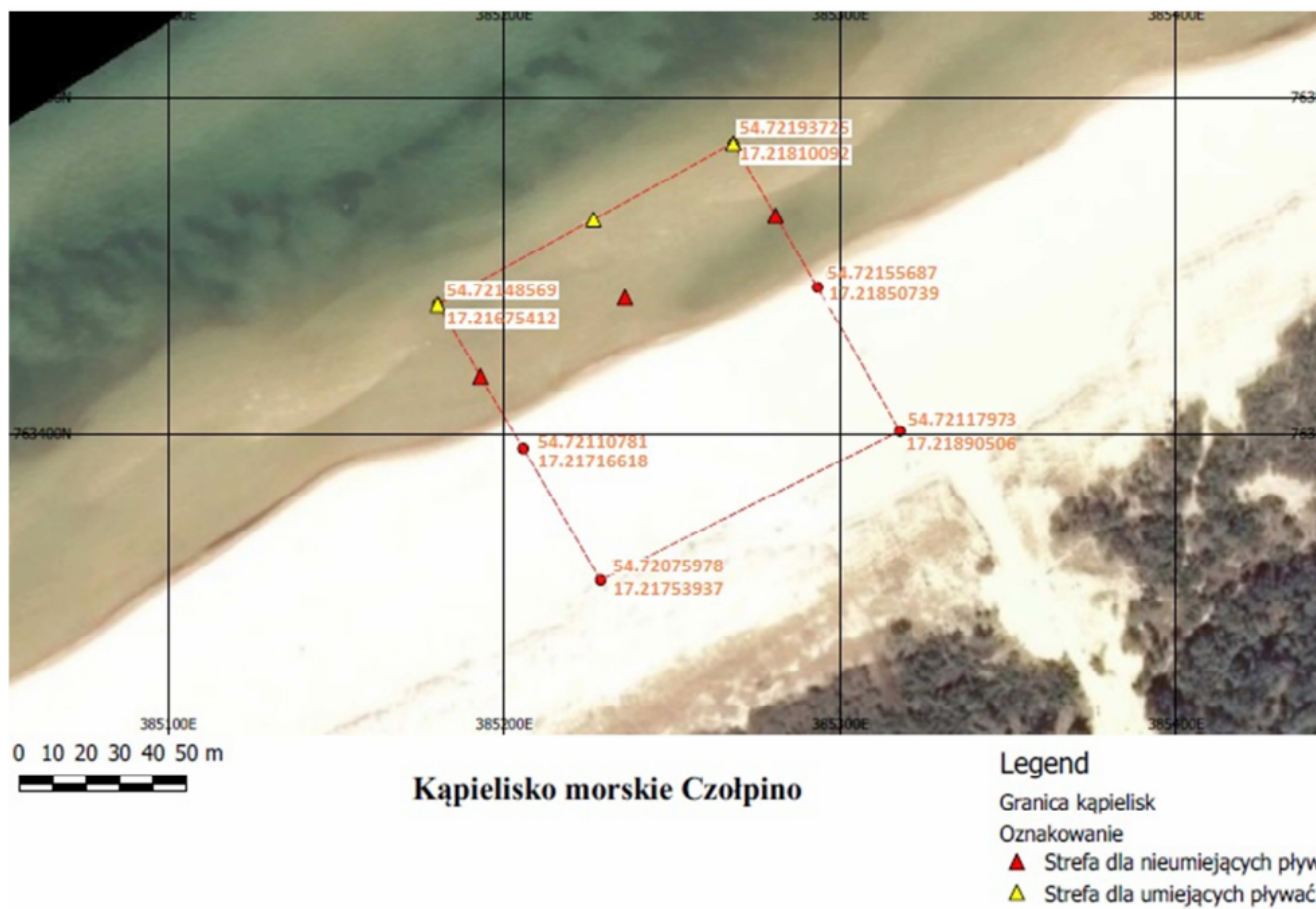 385200E 385300E 385400E
54.72193725
17.21810092
54.72155687
17.21850739
54.72148569
17.21675412
54.72117973
17.21890506
763400N
54.72110781
17.21716618
54.72075978
17.21753937
385100E 385200E 385300E 385400E
0 10 20 30 40 50 m
Kąpielisko morskie Czołpino
Legend
Granica kąpielisk
Oznakowanie
Strefa dla nieumiejących pływ
Strefa dla umiejących pływać